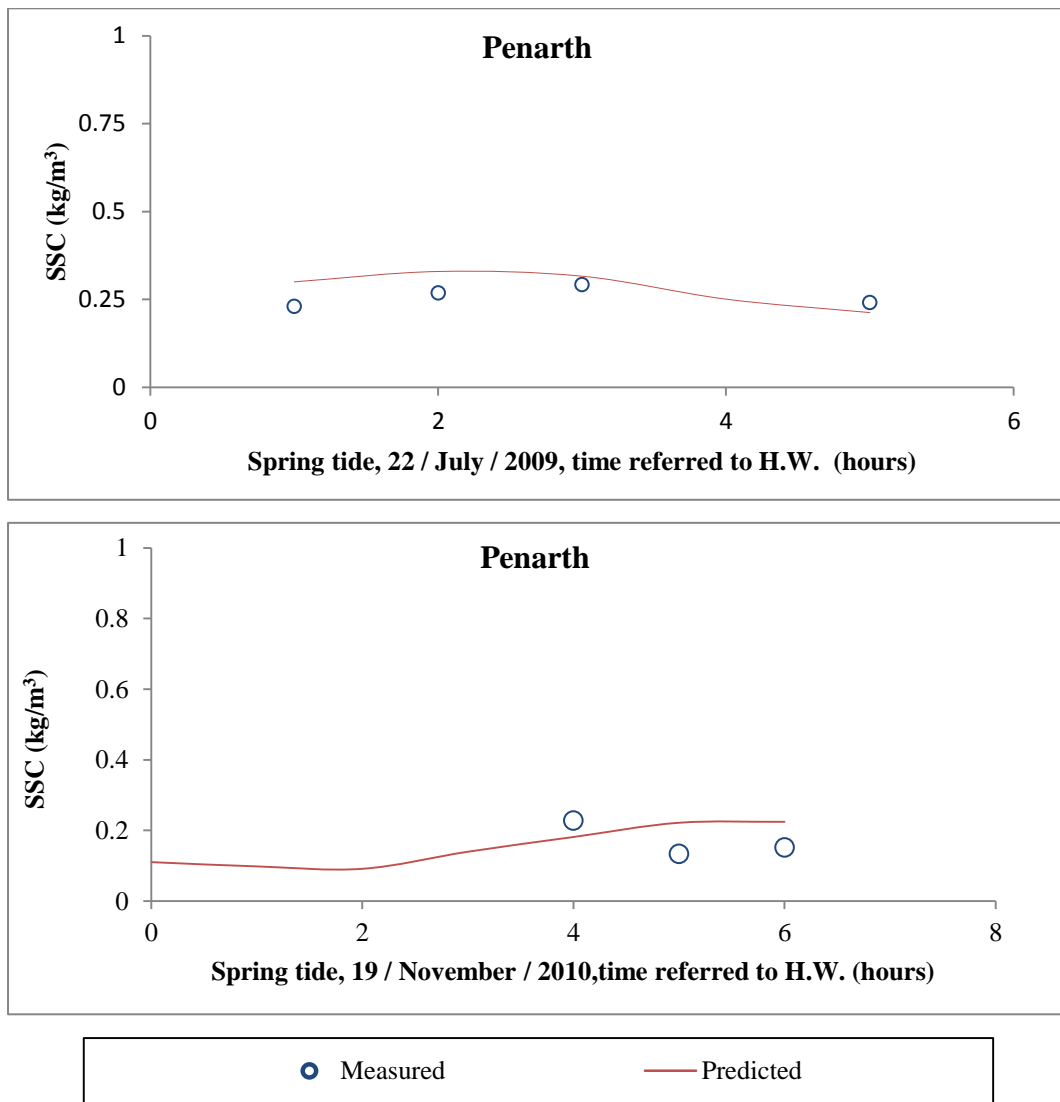 Penarth
1
0.75
0.5
0.25
0
SSC (kg/m³)
0 2 4 6
Spring tide, 22 / July / 2009, time referred to H.W. (hours)
Penarth
1
0.8
0.6
0.4
0.2
0
SSC (kg/m³)
0 2 4 6 8
Spring tide, 19 / November / 2010,time referred to H.W. (hours)
Measured Predicted